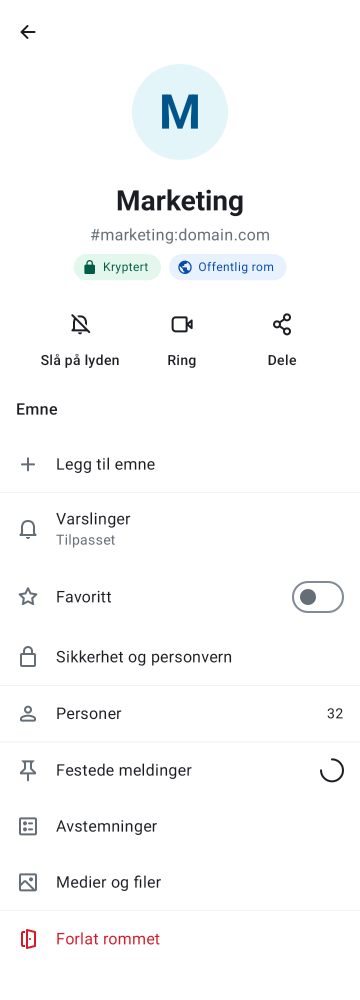 M
Marketing
#marketing:domain.com
Kryptert
Offentlig rom
Slå på lyden
Ring
Dele
Emne
Legg til emne
Varslinger
Tilpasset
Favoritt
Sikkerhet og personvern
Personer
32
Festede meldinger
Avstemninger
Medier og filer
Forlat rommet